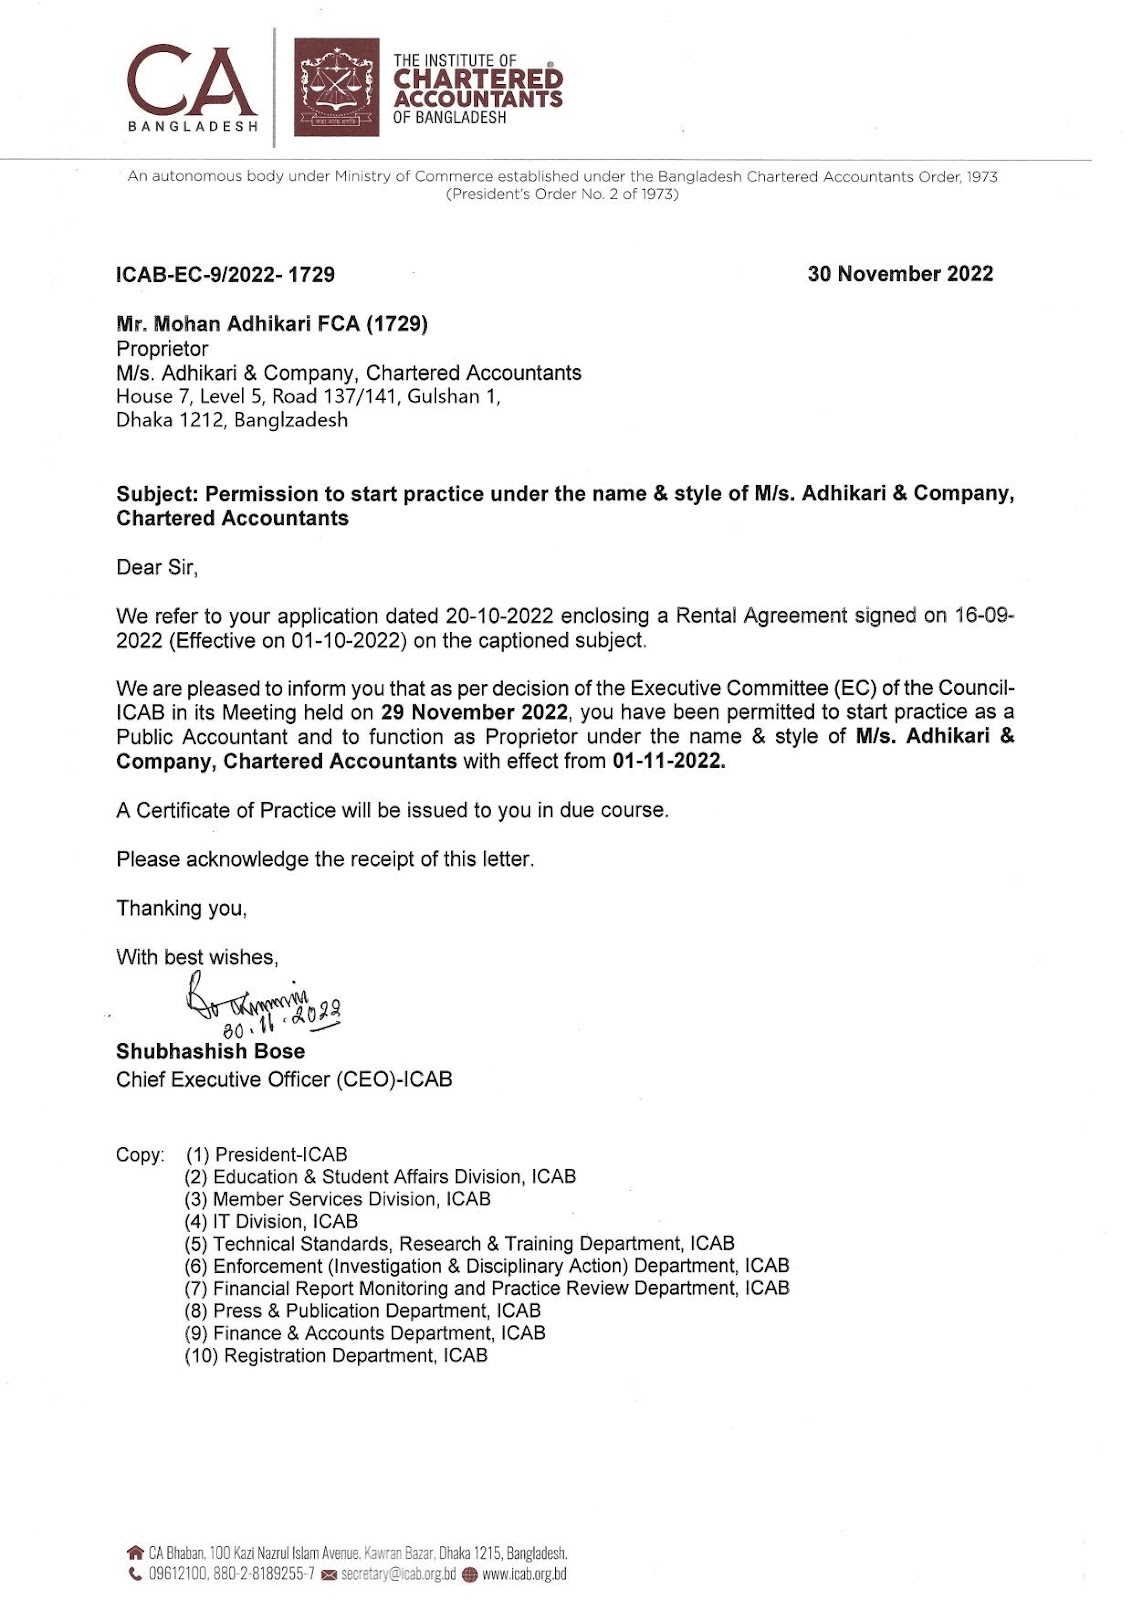 CA
BANGLADESH
THE INSTITUTE OF
CHARTERED
ACCOUNTANTS
OF BANGLADESH
An autonomous body under Ministry of Commerce established under the Bangladesh Chartered Accountants Order, 1973
(President's Order No. 2 of 1973)
ICAB-EC-9/2022- 1729
30 November 2022
Mr. Mohan Adhikari FCA (1729)
Proprietor
M/s. Adhikari & Company, Chartered Accountants
House 7, Level 5, Road 137/141, Gulshan 1,
Dhaka 1212, Banglzadesh
Subject: Permission to start practice under the name & style of M/s. Adhikari & Company,
Chartered Accountants
Dear Sir,
We refer to your application dated 20-10-2022 enclosing a Rental Agreement signed on 16-09-
2022 (Effective on 01-10-2022) on the captioned subject.
We are pleased to inform you that as per decision of the Executive Committee (EC) of the Council-
ICAB in its Meeting held on 29 November 2022, you have been permitted to start practice as a
Public Accountant and to function as Proprietor under the name & style of M/s. Adhikari &
Company, Chartered Accountants with effect from 01-11-2022.
A Certificate of Practice will be issued to you in due course.
Please acknowledge the receipt of this letter.
Thanking you,
With best wishes,
30.11.2022
Shubhashish Bose
Chief Executive Officer (CEO)-ICAB
Copy: (1) President-ICAB
(2) Education & Student Affairs Division, ICAB
(3) Member Services Division, ICAB
(4) IT Division, ICAB
(5) Technical Standards, Research & Training Department, ICAB
(6) Enforcement (Investigation & Disciplinary Action) Department, ICAB
(7) Financial Report Monitoring and Practice Review Department, ICAB
(8) Press & Publication Department, ICAB
(9) Finance & Accounts Department, ICAB
(10) Registration Department, ICAB
CA Bhaban, 100 Kazi Nazrul Islam Avenue, Kawran Bazar, Dhaka 1215, Bangladesh.
09612100, 880-2-8189255-7 secretary@icab.org.bd www.icab.org.bd